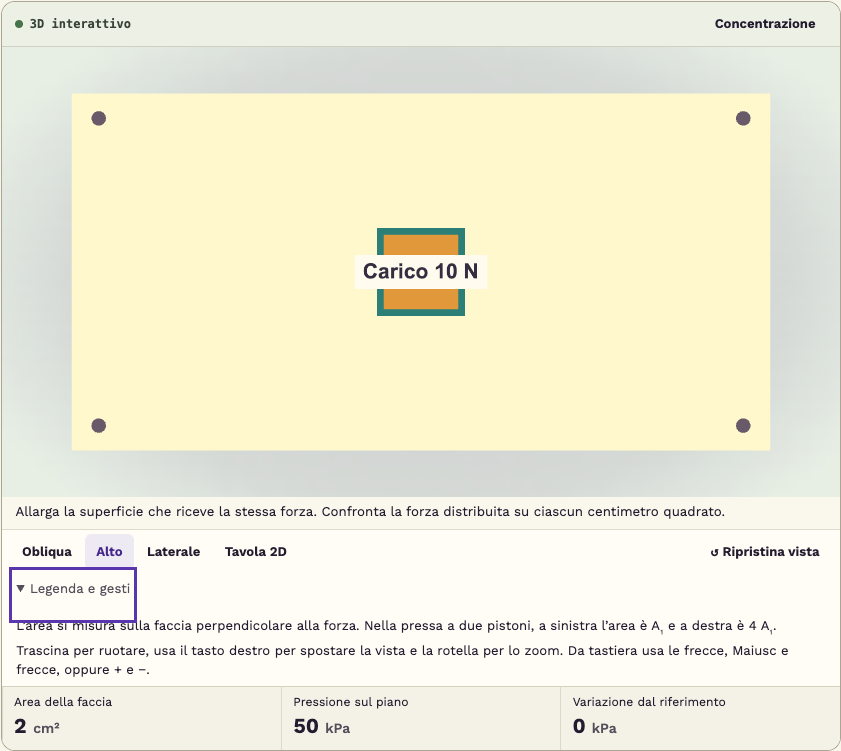 3D interattivo
Concentrazione
Carico 10 N
Allarga la superficie che riceve la stessa forza. Confronta la forza distribuita su ciascun centimetro quadrato.
Obliqua Alto Laterale Tavola 2D ↺ Ripristina vista
▼ Legenda e gesti
L’area si misura sulla faccia perpendicolare alla forza. Nella pressa a due pistoni, a sinistra l’area è A₁ e a destra è 4 A₁.
Trascina per ruotare, usa il tasto destro per spostare la vista e la rotella per lo zoom. Da tastiera usa le frecce, Maiusc e
frecce, oppure + e −.
Area della faccia
2 cm²
Pressione sul piano
50 kPa
Variazione dal riferimento
0 kPa